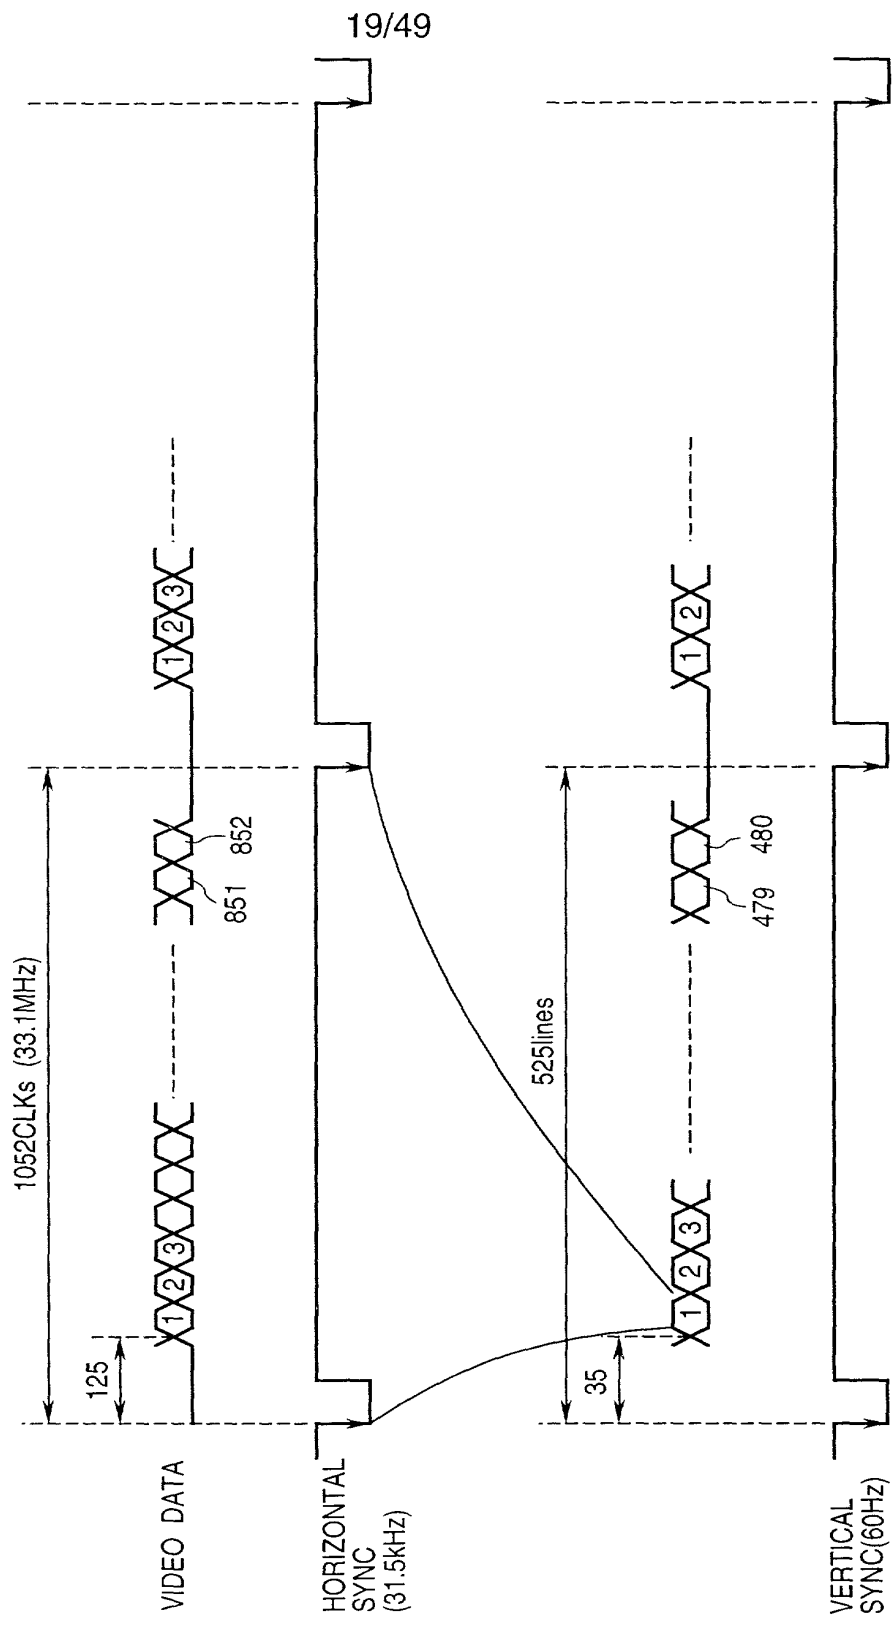 19/49
1052CLKs (33.1MHz)
125
VIDEO DATA
1 2 3
851
852
1 2 3
HORIZONTAL
SYNC
(31.5kHz)
525lines
35
1 2 3
479
480
1 2
VERTICAL
SYNC(60Hz)